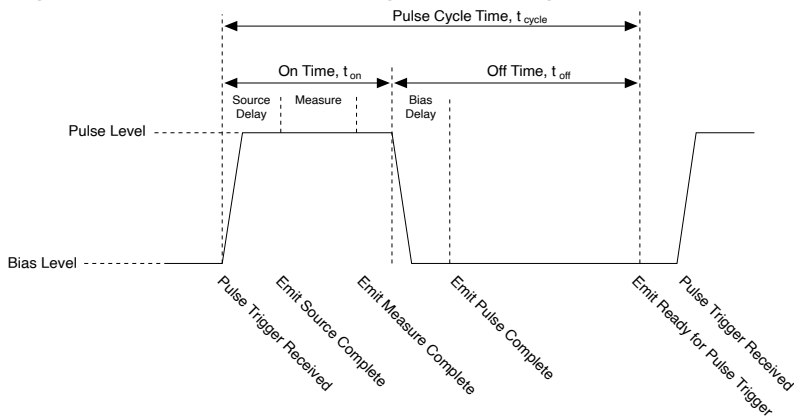 Pulse Cycle Time, t cycle
On Time, t on
Off Time, t off
Source
Delay
Measure
Bias
Delay
Pulse Level
Bias Level
Pulse Trigger Received
Emit Source Complete
Emit Measure Complete
Emit Pulse Complete
Emit Ready for Pulse Trigger
Pulse Trigger Received